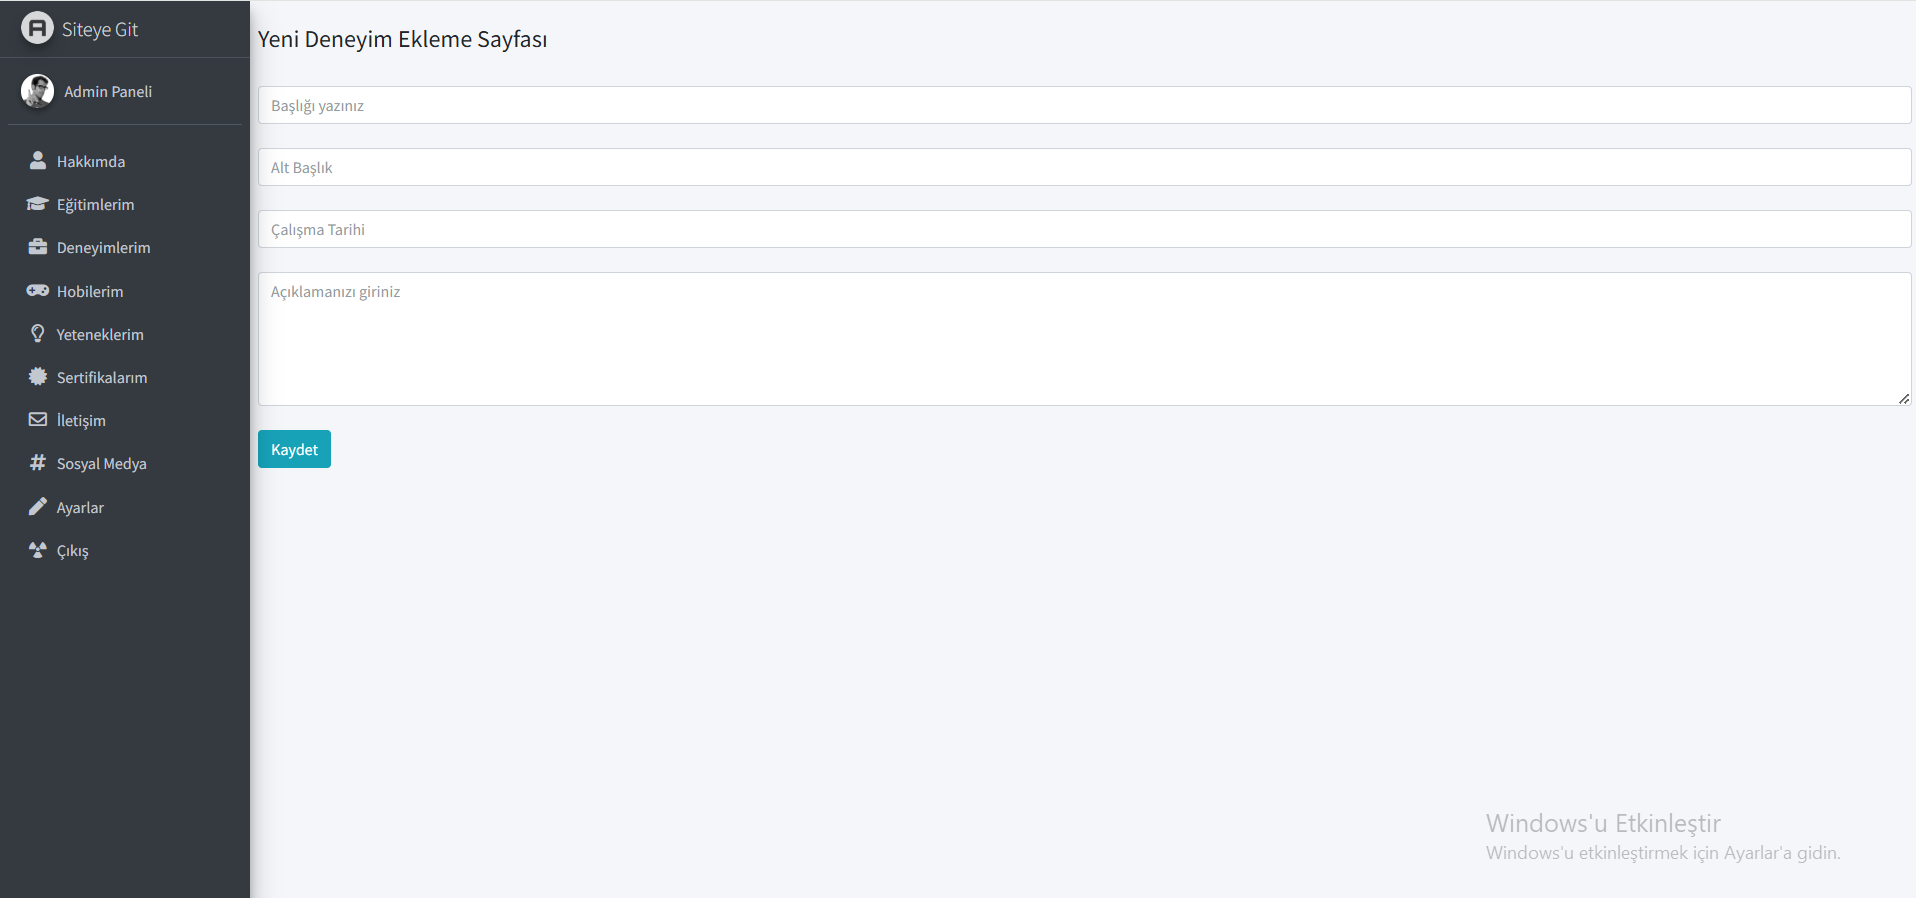 Siteye Git
Admin Paneli
Hakkımda
Eğitimlerim
Deneyimlerim
Hobilerim
Yeteneklerim
Sertifikalarım
İletişim
Sosyal Medya
Ayarlar
Çıkış
Yeni Deneyim Ekleme Sayfası
Başlığı yazınız
Alt Başlık
Çalışma Tarihi
Açıklamanızı giriniz
Kaydet
Windows'u Etkinleştir
Windows'u etkinleştirmek için Ayarlar'a gidin.